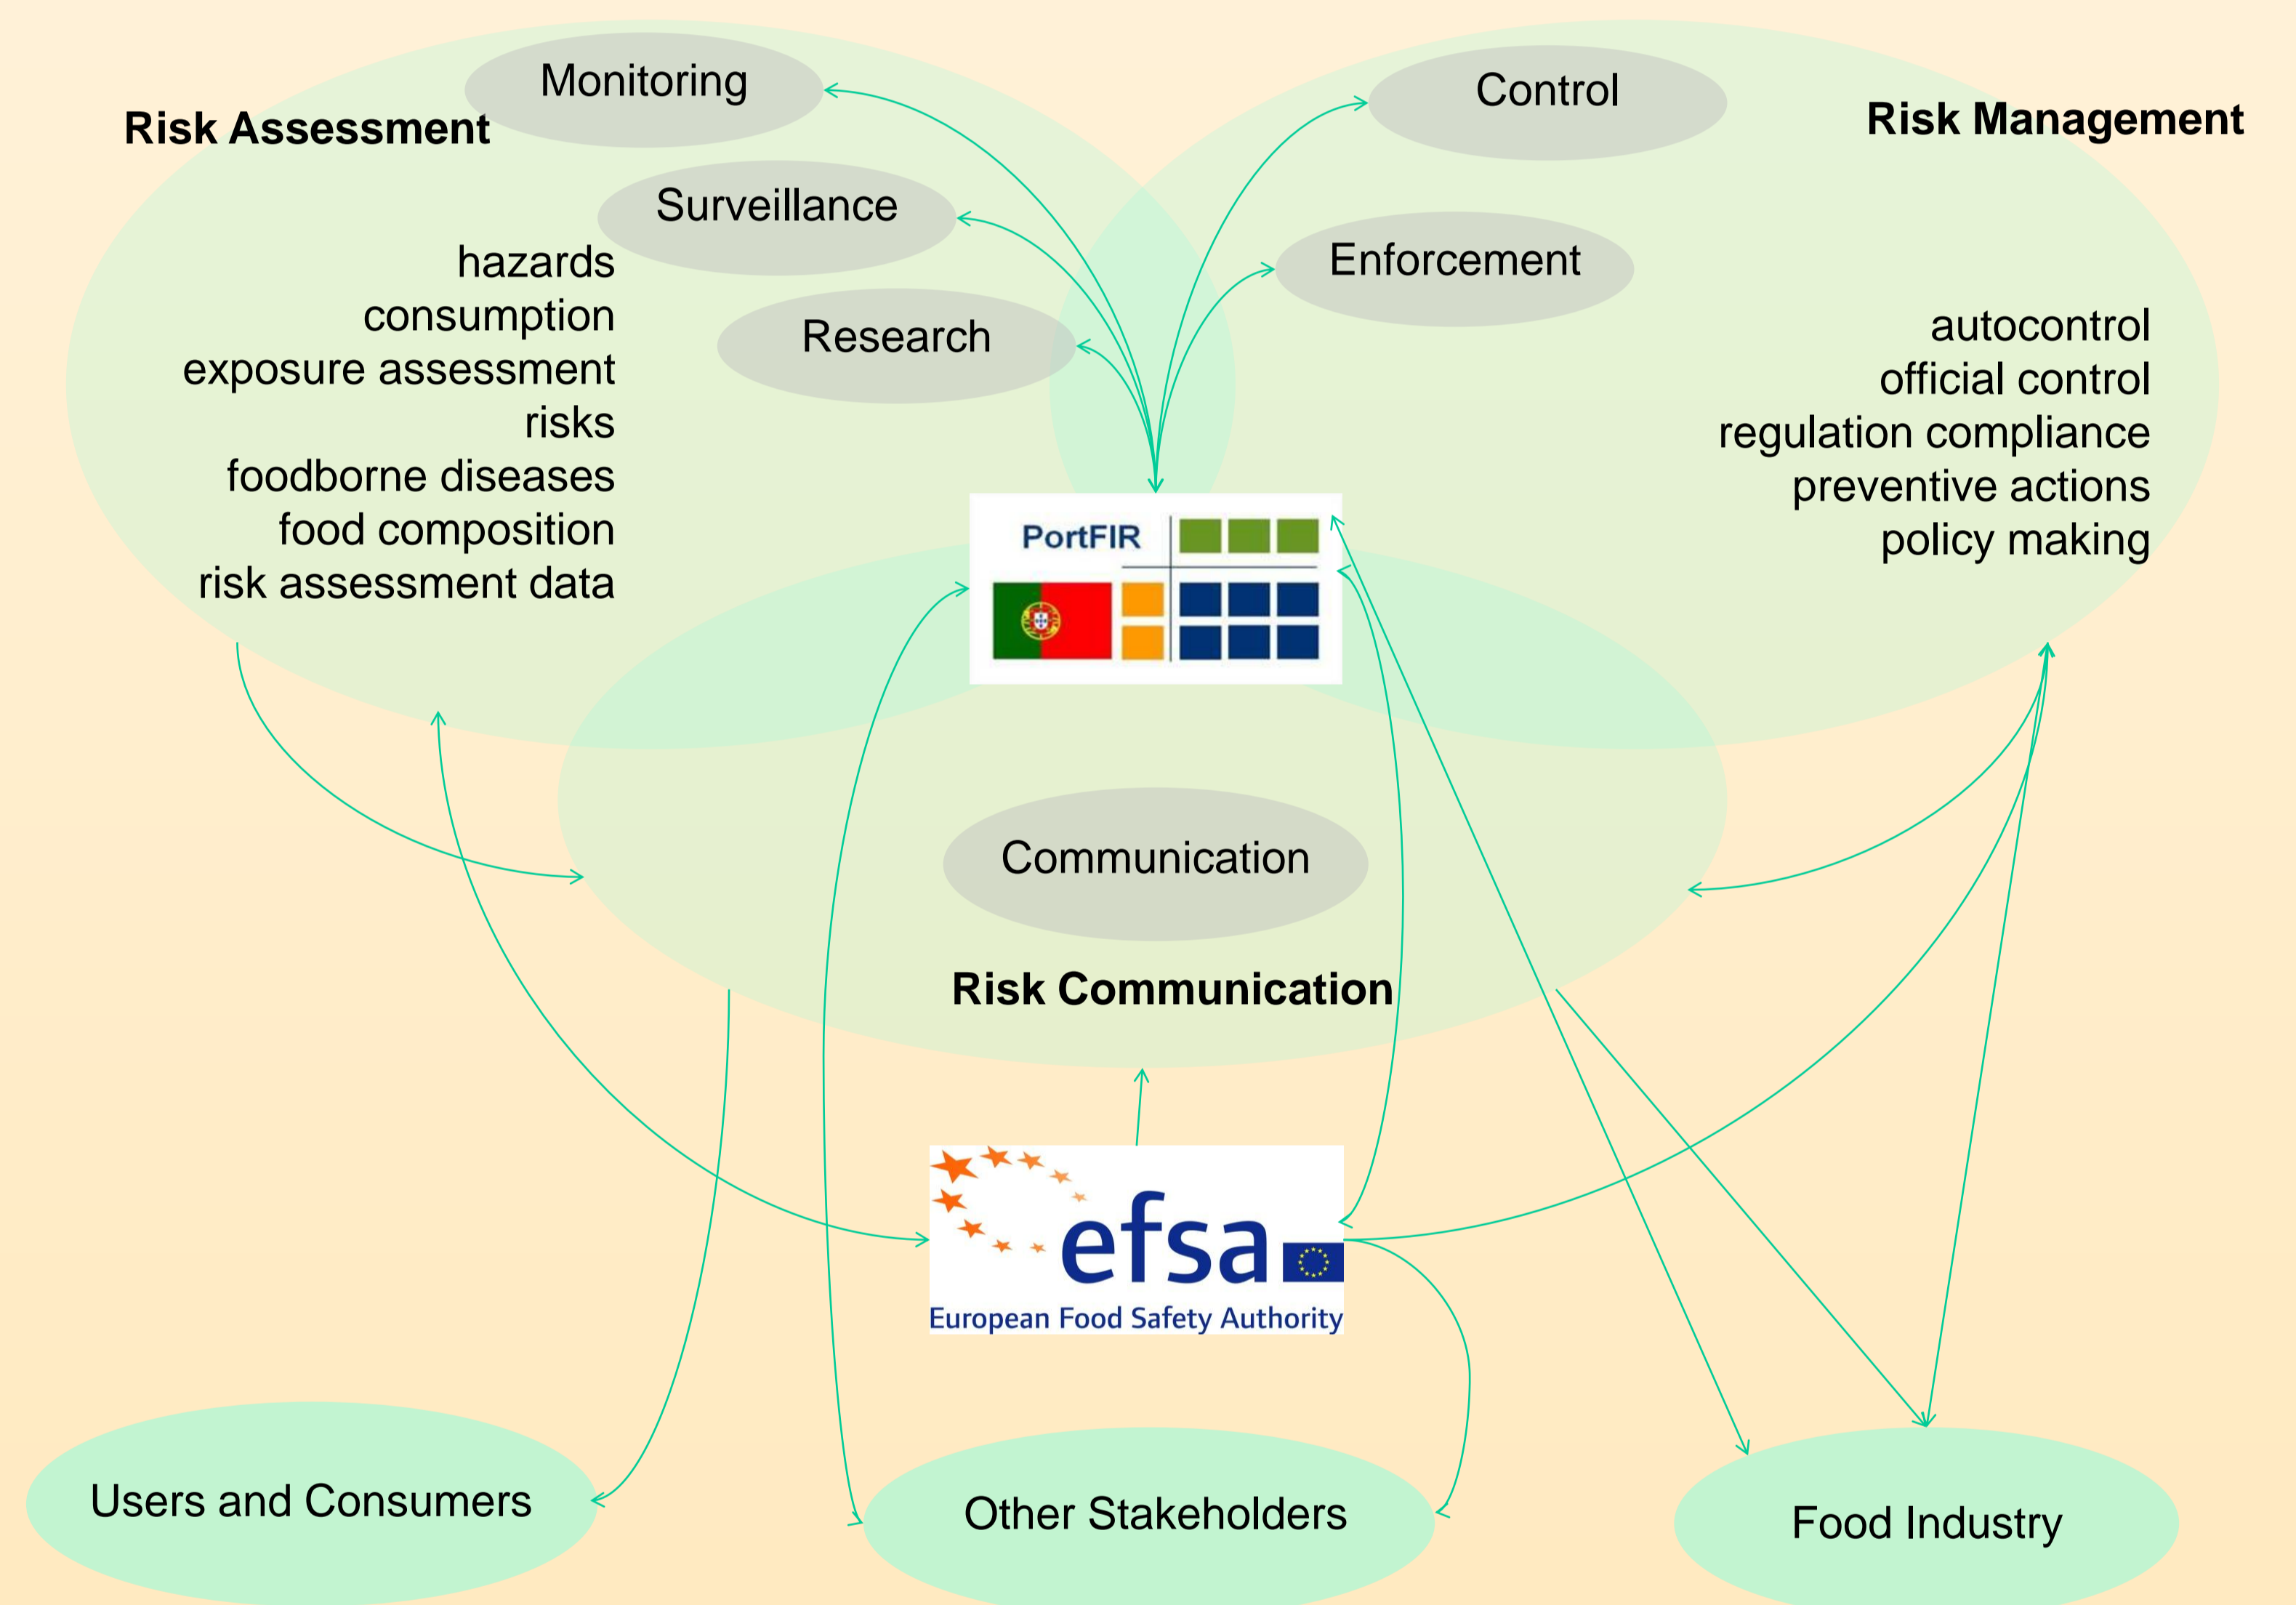 Monitoring
Control
Risk Assessment
Risk Management
Surveillance
Enforcement
Research
hazards
consumption
exposure assessment
risks
foodborne diseases
food composition
risk assessment data
autocontrol
official control
regulation compliance
preventive actions
policy making
PortFIR
Communication
Risk Communication
efsa
European Food Safety Authority
Users and Consumers
Other Stakeholders
Food Industry